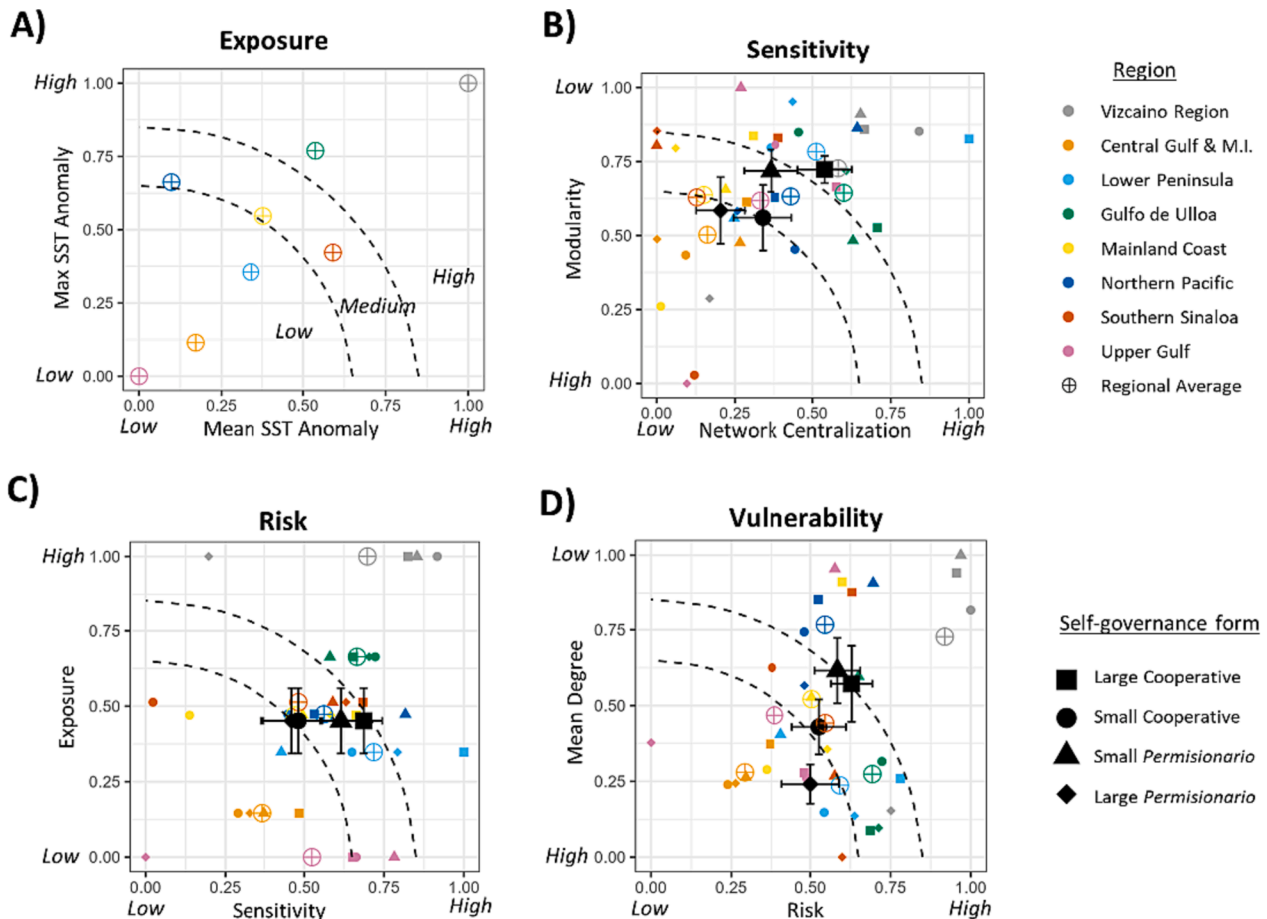 A)
Exposure
High
1.00
0.75
0.50
0.25
Low
0.00
Max SST Anomaly
High
Medium
Low
0.00
0.25
0.50
0.75
1.00
Low
Mean SST Anomaly
High
B)
Sensitivity
Low
1.00
0.75
0.50
0.25
High
0.00
Modularity
0.00
0.25
0.50
0.75
1.00
Low
Network Centralization
High
Region
Vizcaino Region
Central Gulf & M.I.
Lower Peninsula
Gulfo de Ulloa
Mainland Coast
Northern Pacific
Southern Sinaloa
Upper Gulf
Regional Average
C)
Risk
High
1.00
0.75
0.50
0.25
Low
0.00
Exposure
0.00
0.25
0.50
0.75
1.00
Low
Sensitivity
High
D)
Vulnerability
Low
1.00
0.75
0.50
0.25
High
0.00
Mean Degree
0.00
0.25
0.50
0.75
1.00
Low
Risk
High
Self-governance form
Large Cooperative
Small Cooperative
Small Permisionario
Large Permisionario